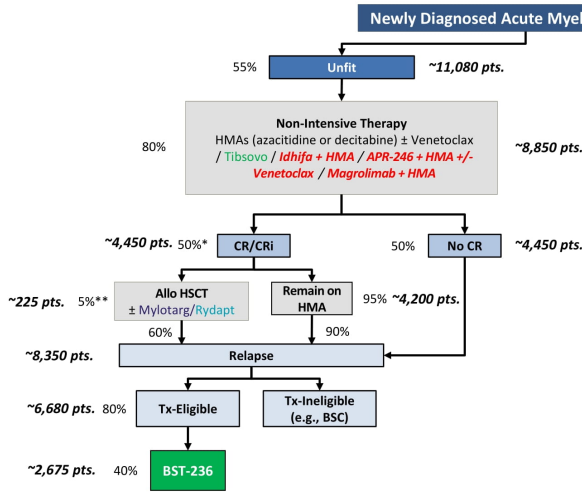 Newly Diagnosed Acute Myel
55%
Unfit
~11,080 pts.
Non-Intensive Therapy
80%
HMAs (azacitidine or decitabine) ± Venetoclax
/ Tibsovo / Idhifa + HMA / APR-246 + HMA +/-
Venetoclax / Magrolimab + HMA
~8,850 pts.
~4,450 pts.
50%*
CR/CRi
50%
No CR
~4,450 pts.
~225 pts.
5%**
Allo HSCT
± Mylotarg/Rydapt
Remain on
HMA
95%
~4,200 pts.
60%
90%
~8,350 pts.
Relapse
~6,680 pts.
80%
Tx-Eligible
Tx-Ineligible
(e.g., BSC)
~2,675 pts.
40%
BST-236